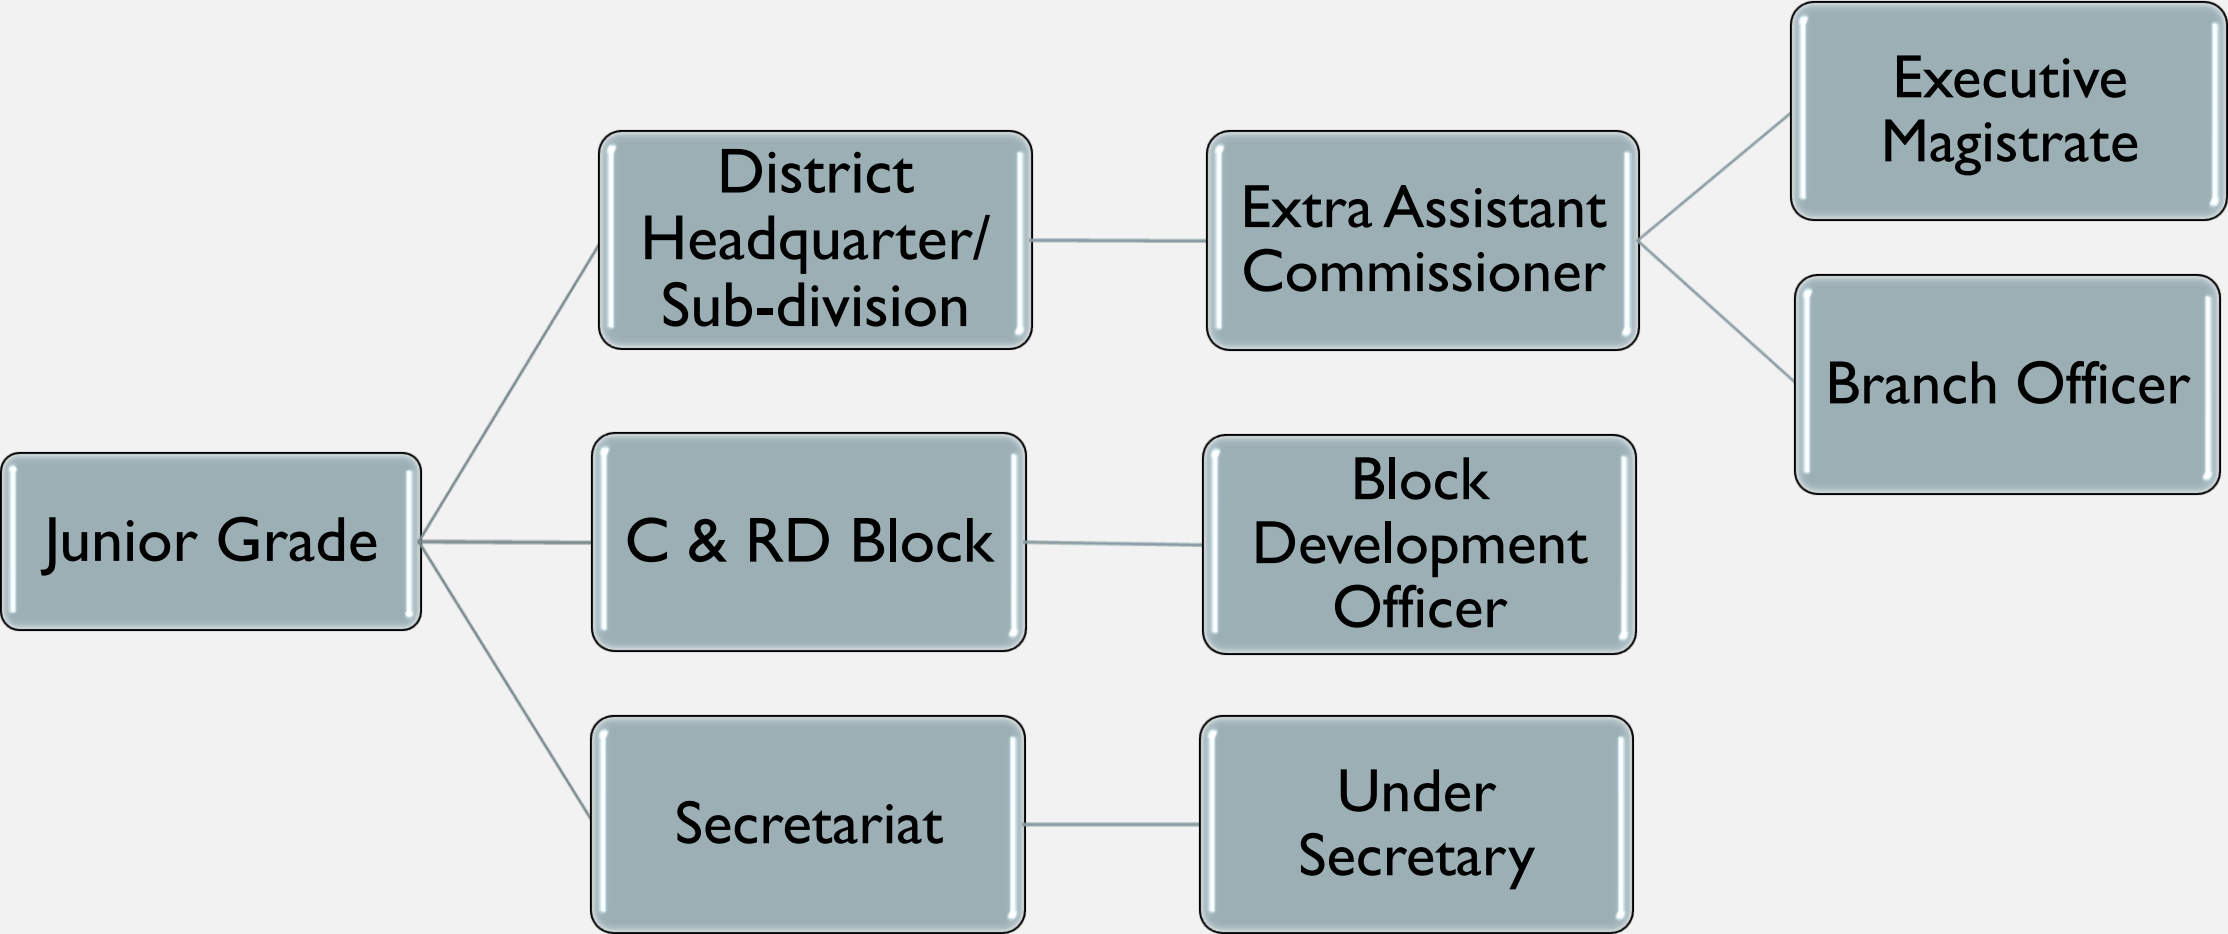 Junior Grade
District
Headquarter/
Sub-division
Extra Assistant
Commissioner
Executive
Magistrate
Branch Officer
C & RD Block
Block
Development
Officer
Secretariat
Under
Secretary